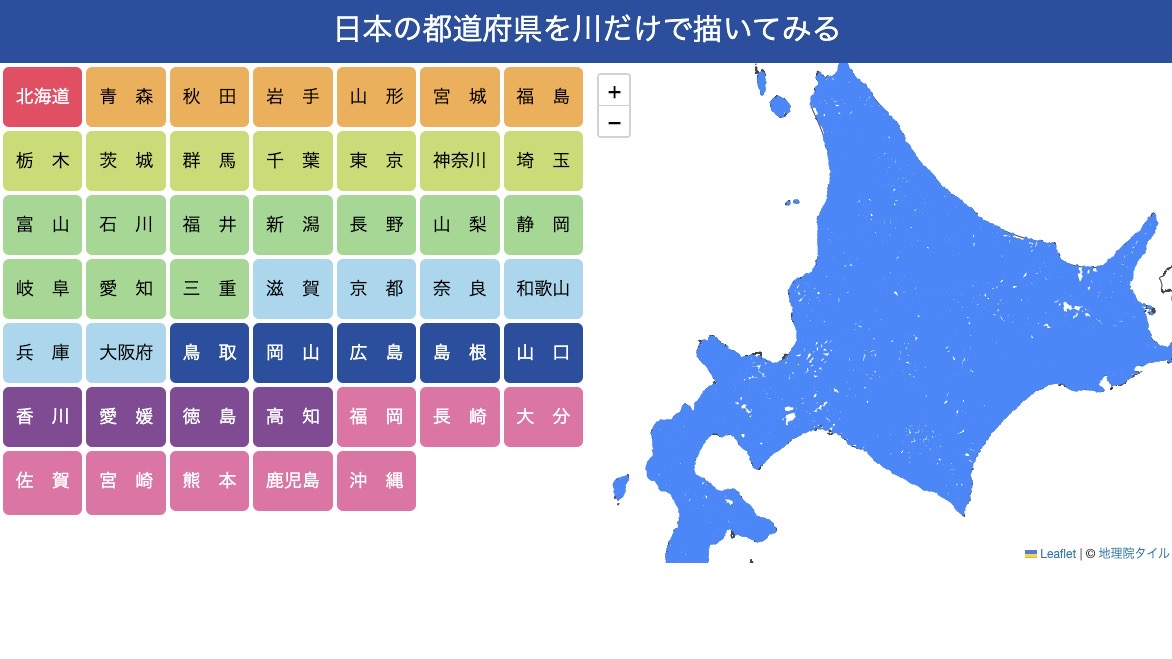 日本の都道府県を川だけで描いてみる
北海道 青 森 秋 田 岩 手 山 形 宮 城 福 島
栃 木 茨 城 群 馬 千 葉 東 京 神奈川 埼 玉
富 山 石 川 福 井 新 潟 長 野 山 梨 静 岡
岐 阜 愛 知 三 重 滋 賀 京 都 奈 良 和歌山
兵 庫 大阪府 鳥 取 岡 山 広 島 島 根 山 口
香 川 愛 媛 徳 島 高 知 福 岡 長 崎 大 分
佐 賀 宮 崎 熊 本 鹿児島 沖 縄
+
−
Leaflet | © 地理院タイル